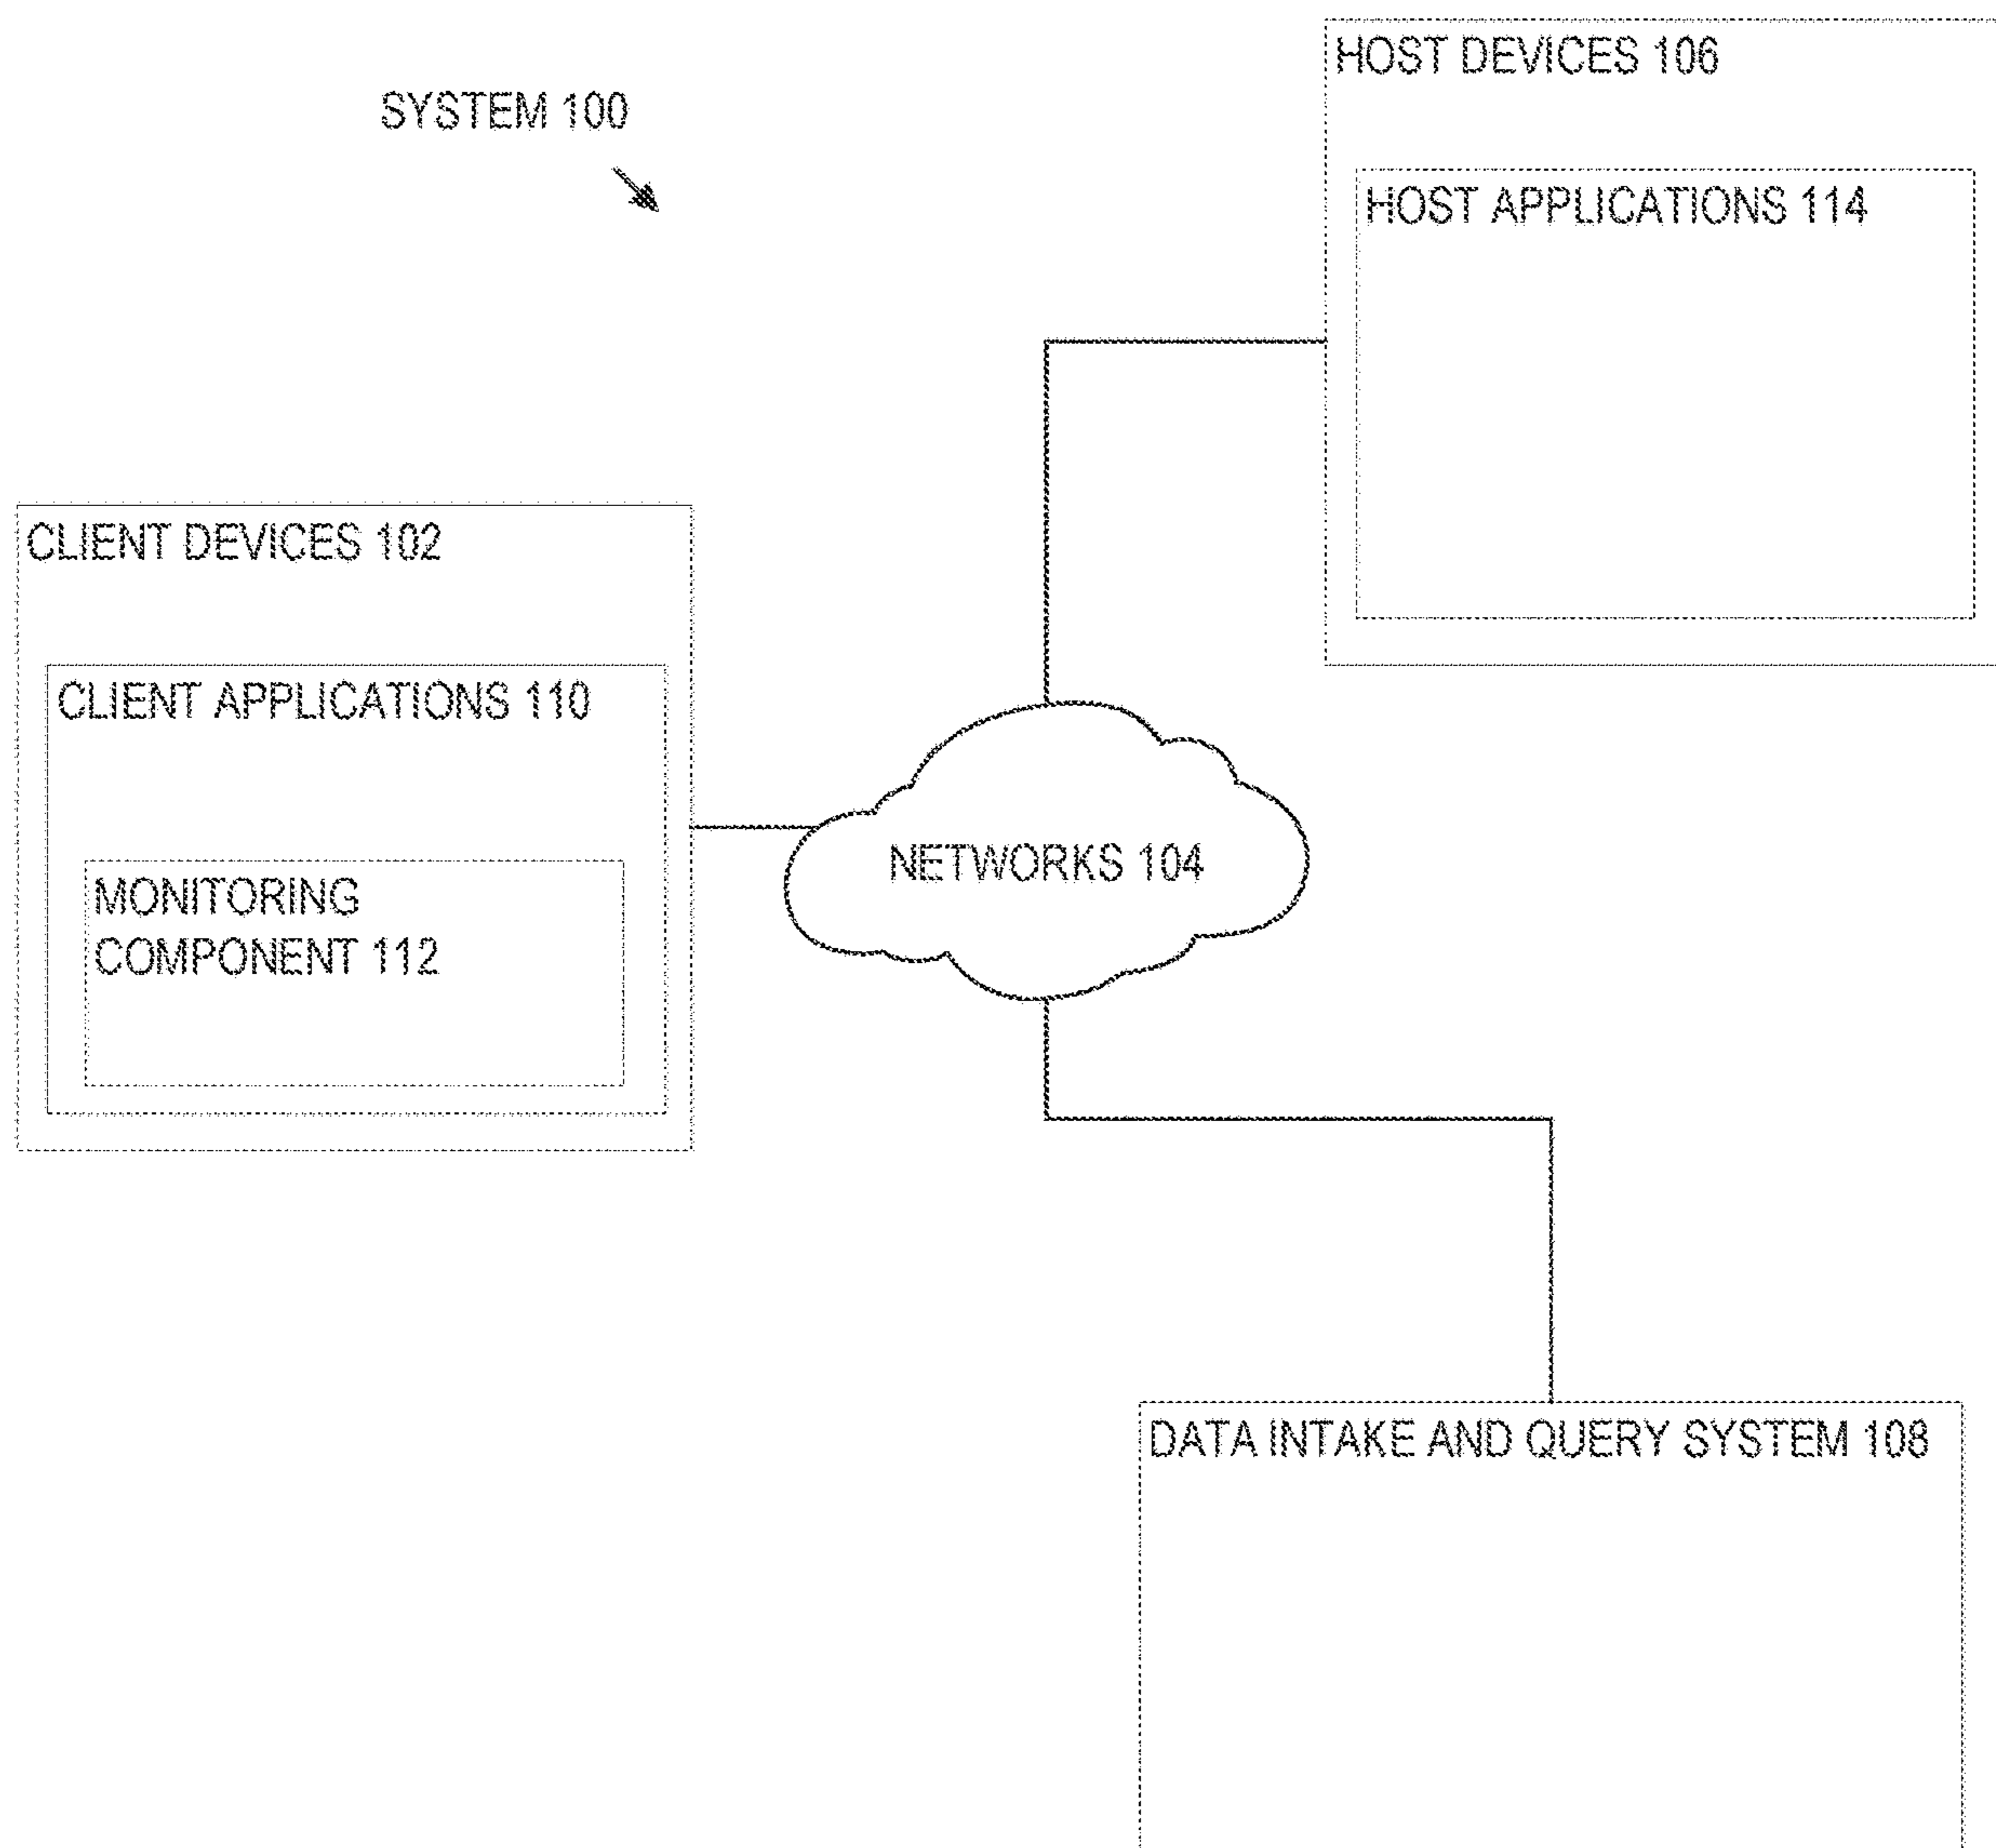 SYSTEM 100
HOST DEVICES 106
HOST APPLICATIONS 114
CLIENT DEVICES 102
CLIENT APPLICATIONS 110
MONITORING
COMPONENT 112
NETWORKS 104
DATA INTAKE AND QUERY SYSTEM 108